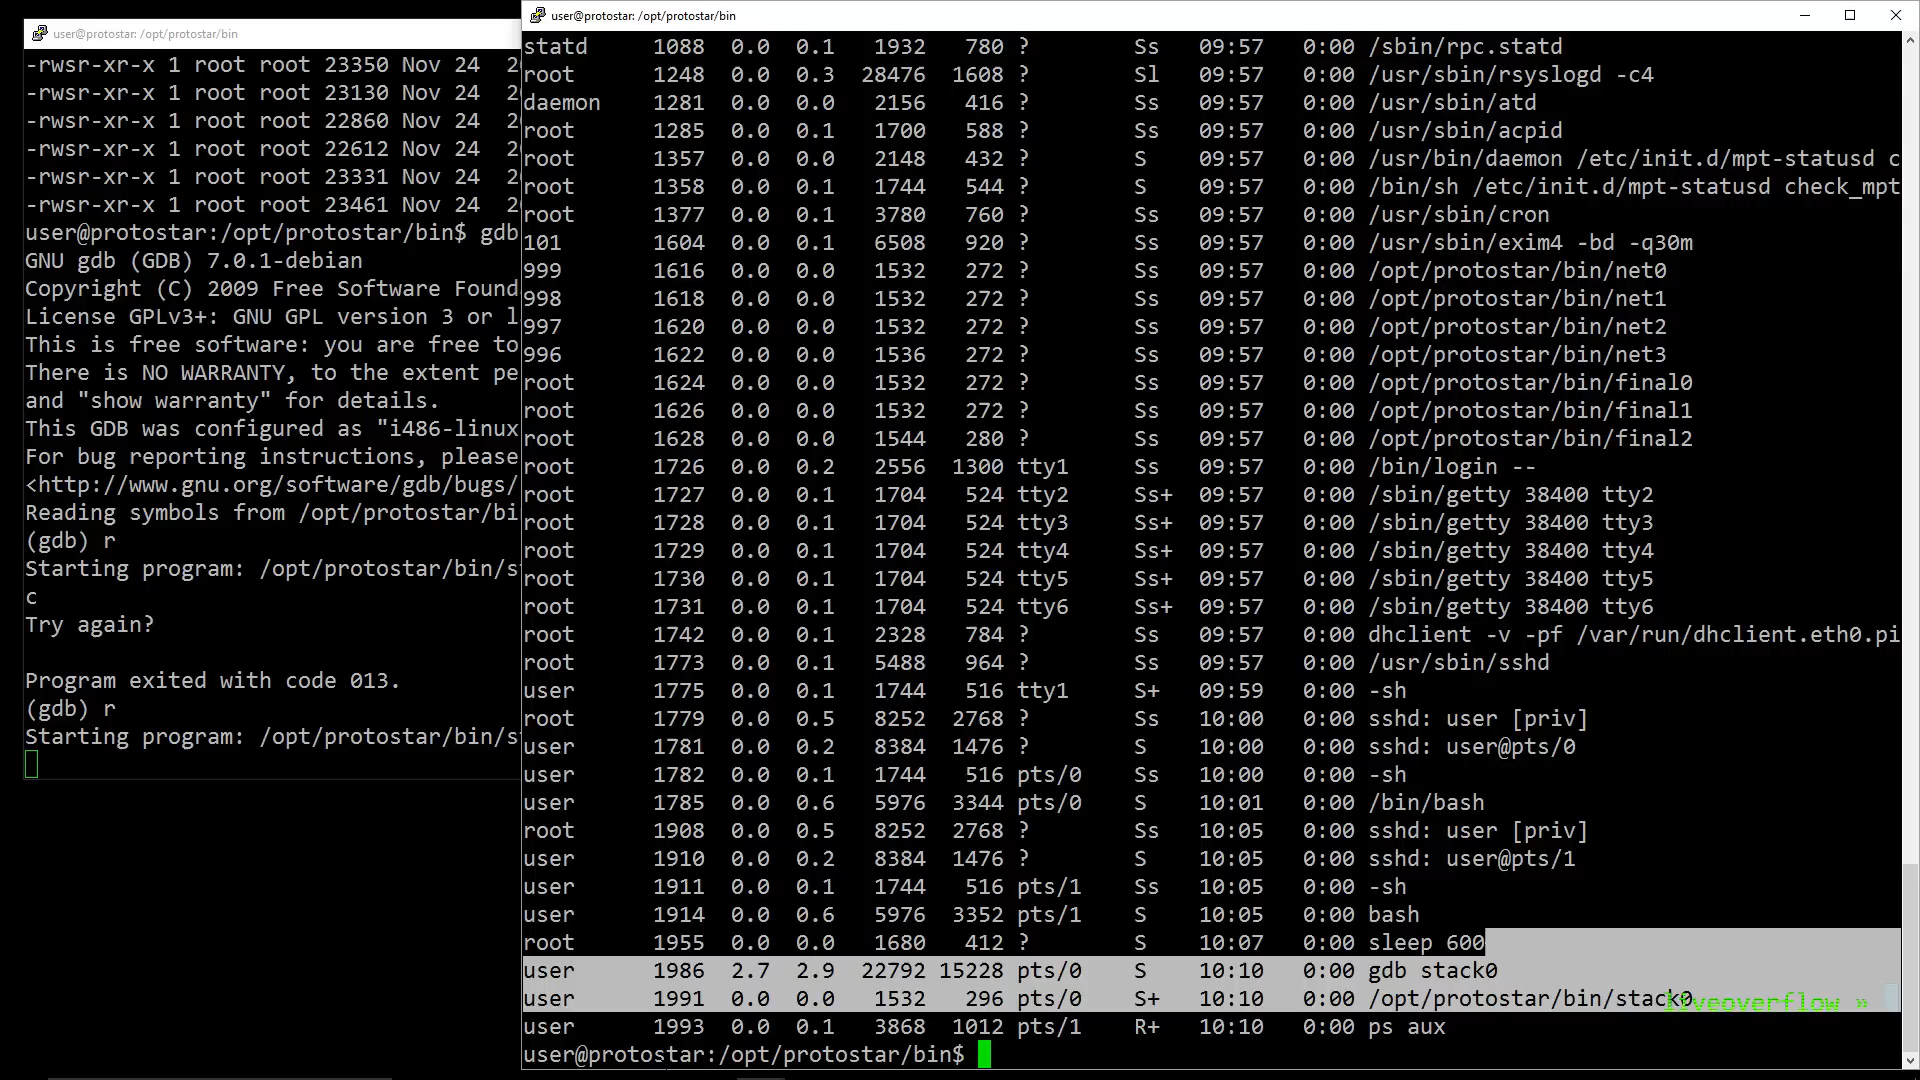 user@protostar: /opt/protostar/bin
-rwsr-xr-x 1 root root 23350 Nov 24 2
-rwsr-xr-x 1 root root 23130 Nov 24 2
-rwsr-xr-x 1 root root 22860 Nov 24 2
-rwsr-xr-x 1 root root 22612 Nov 24 2
-rwsr-xr-x 1 root root 23331 Nov 24 2
-rwsr-xr-x 1 root root 23461 Nov 24 2
user@protostar:/opt/protostar/bin$ gdb
GNU gdb (GDB) 7.0.1-debian
Copyright (C) 2009 Free Software Found
License GPLv3+: GNU GPL version 3 or l
This is free software: you are free to
There is NO WARRANTY, to the extent pe
and "show warranty" for details.
This GDB was configured as "i486-linux
For bug reporting instructions, please
<http://www.gnu.org/software/gdb/bugs/
Reading symbols from /opt/protostar/bi
(gdb) r
Starting program: /opt/protostar/bin/s
c
Try again?
Program exited with code 013.
(gdb) r
Starting program: /opt/protostar/bin/s
user@protostar: /opt/protostar/bin
statd 1088 0.0 0.1 1932 780 ? Ss 09:57 0:00 /sbin/rpc.statd
root 1248 0.0 0.3 28476 1608 ? Sl 09:57 0:00 /usr/sbin/rsyslogd -c4
daemon 1281 0.0 0.0 2156 416 ? Ss 09:57 0:00 /usr/sbin/atd
root 1285 0.0 0.1 1700 588 ? Ss 09:57 0:00 /usr/sbin/acpid
root 1357 0.0 0.0 2148 432 ? S 09:57 0:00 /usr/bin/daemon /etc/init.d/mpt-statusd c
root 1358 0.0 0.1 1744 544 ? S 09:57 0:00 /bin/sh /etc/init.d/mpt-statusd check_mpt
root 1377 0.0 0.1 3780 760 ? Ss 09:57 0:00 /usr/sbin/cron
101 1604 0.0 0.1 6508 920 ? Ss 09:57 0:00 /usr/sbin/exim4 -bd -q30m
999 1616 0.0 0.0 1532 272 ? Ss 09:57 0:00 /opt/protostar/bin/net0
998 1618 0.0 0.0 1532 272 ? Ss 09:57 0:00 /opt/protostar/bin/net1
997 1620 0.0 0.0 1532 272 ? Ss 09:57 0:00 /opt/protostar/bin/net2
996 1622 0.0 0.0 1536 272 ? Ss 09:57 0:00 /opt/protostar/bin/net3
root 1624 0.0 0.0 1532 272 ? Ss 09:57 0:00 /opt/protostar/bin/final0
root 1626 0.0 0.0 1532 272 ? Ss 09:57 0:00 /opt/protostar/bin/final1
root 1628 0.0 0.0 1544 280 ? Ss 09:57 0:00 /opt/protostar/bin/final2
root 1726 0.0 0.2 2556 1300 tty1 Ss 09:57 0:00 /bin/login --
root 1727 0.0 0.1 1704 524 tty2 Ss+ 09:57 0:00 /sbin/getty 38400 tty2
root 1728 0.0 0.1 1704 524 tty3 Ss+ 09:57 0:00 /sbin/getty 38400 tty3
root 1729 0.0 0.1 1704 524 tty4 Ss+ 09:57 0:00 /sbin/getty 38400 tty4
root 1730 0.0 0.1 1704 524 tty5 Ss+ 09:57 0:00 /sbin/getty 38400 tty5
root 1731 0.0 0.1 1704 524 tty6 Ss+ 09:57 0:00 /sbin/getty 38400 tty6
root 1742 0.0 0.1 2328 784 ? Ss 09:57 0:00 dhclient -v -pf /var/run/dhclient.eth0.pi
root 1773 0.0 0.1 5488 964 ? Ss 09:57 0:00 /usr/sbin/sshd
user 1775 0.0 0.1 1744 516 tty1 S+ 09:59 0:00 -sh
root 1779 0.0 0.5 8252 2768 ? Ss 10:00 0:00 sshd: user [priv]
user 1781 0.0 0.2 8384 1476 ? S 10:00 0:00 sshd: user@pts/0
user 1782 0.0 0.1 1744 516 pts/0 Ss 10:00 0:00 -sh
user 1785 0.0 0.6 5976 3344 pts/0 S 10:01 0:00 /bin/bash
root 1908 0.0 0.5 8252 2768 ? Ss 10:05 0:00 sshd: user [priv]
user 1910 0.0 0.2 8384 1476 ? S 10:05 0:00 sshd: user@pts/1
user 1911 0.0 0.1 1744 516 pts/1 Ss 10:05 0:00 -sh
user 1914 0.0 0.6 5976 3352 pts/1 S 10:05 0:00 bash
root 1955 0.0 0.0 1680 412 ? S 10:07 0:00 sleep 600
user 1986 2.7 2.9 22792 15228 pts/0 S 10:10 0:00 gdb stack0
user 1991 0.0 0.0 1532 296 pts/0 S+ 10:10 0:00 /opt/protostar/bin/stack0
liveoverflow »
user 1993 0.0 0.1 3868 1012 pts/1 R+ 10:10 0:00 ps aux
user@protostar:/opt/protostar/bin$